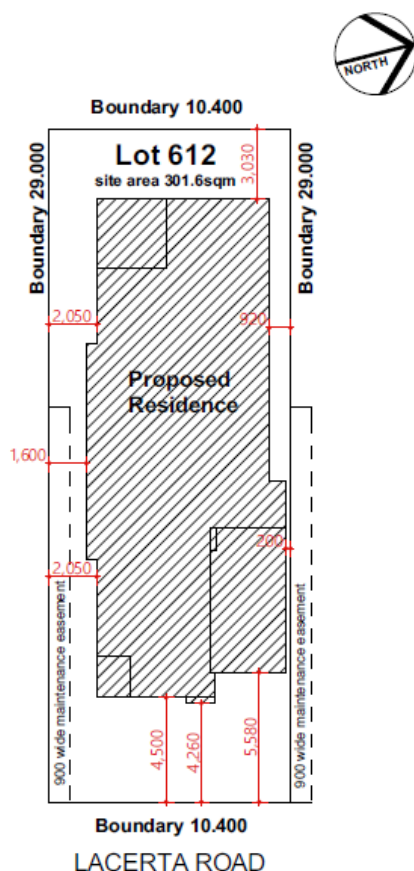 NORTH
Boundary 10.400
Lot 612
site area 301.6sqm
3,030
Boundary 29.000
Boundary 29.000
2,050
920
Proposed
Residence
1,600
200
2,050
900 wide maintenance easement
900 wide maintenance easement
4,500
4,260
5,580
Boundary 10.400
LACERTA ROAD